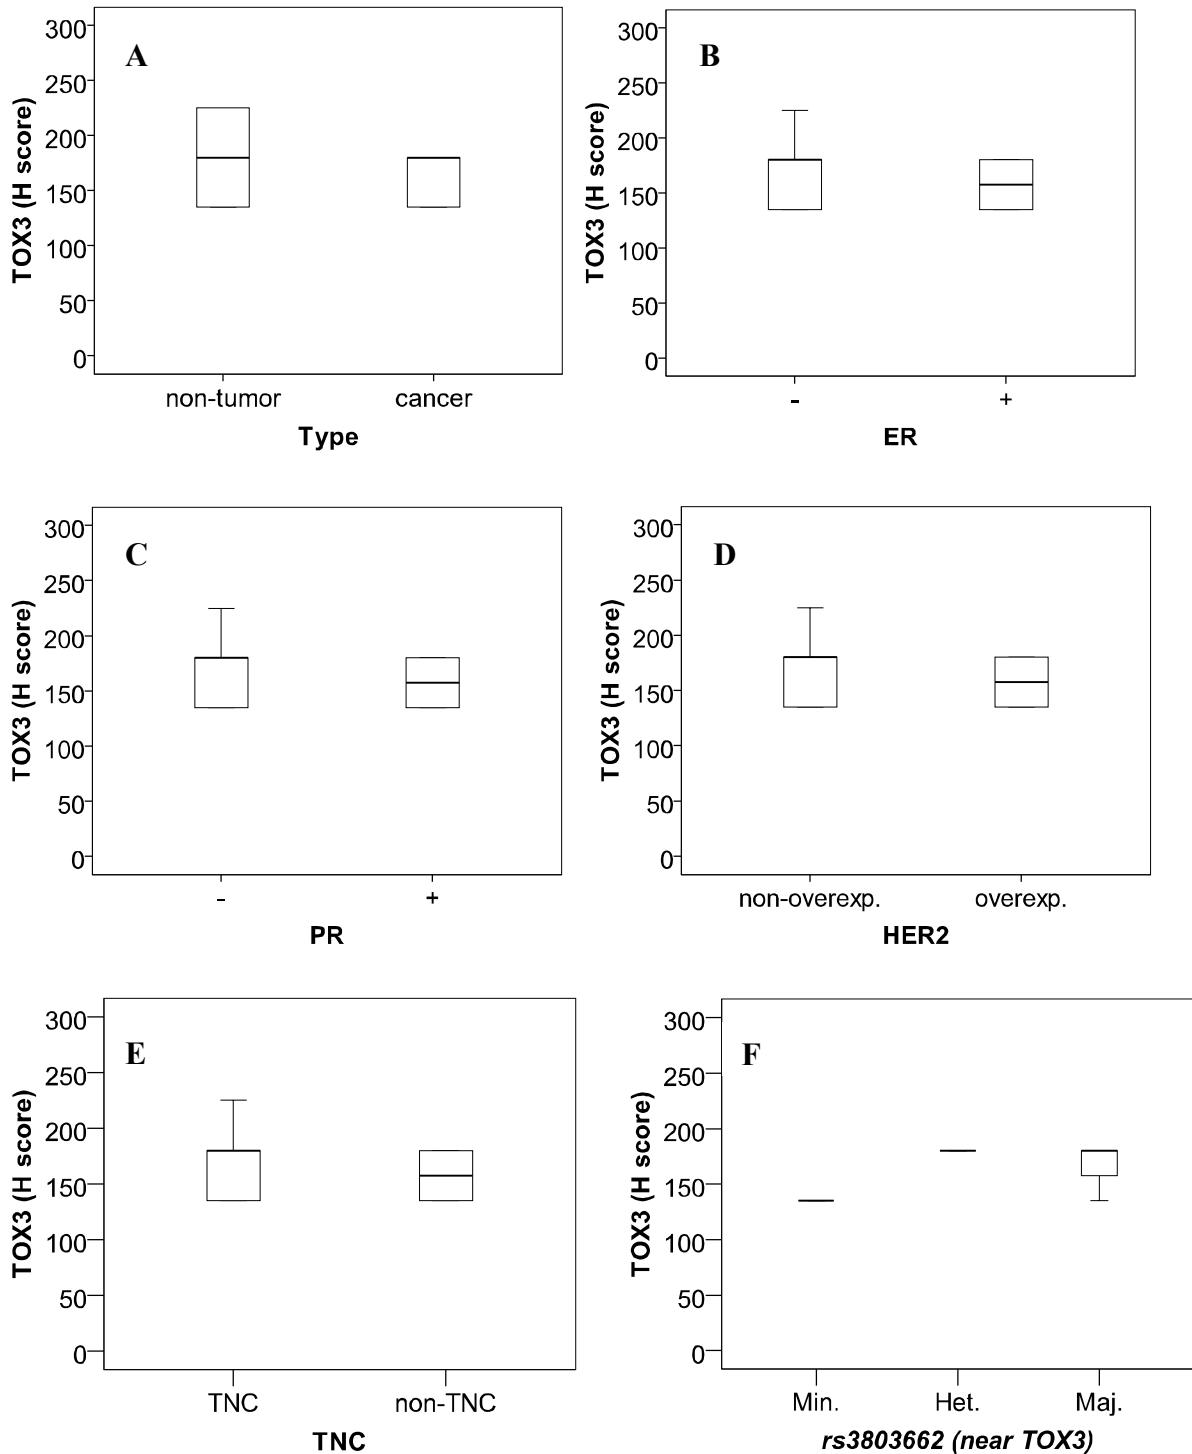 A
TOX3 (H score)
300
250
200
150
100
50
0
non-tumor cancer
Type
B
TOX3 (H score)
300
250
200
150
100
50
0
- +
ER
C
TOX3 (H score)
300
250
200
150
100
50
0
- +
PR
D
TOX3 (H score)
300
250
200
150
100
50
0
non-overexp. overexp.
HER2
E
TOX3 (H score)
300
250
200
150
100
50
0
TNC non-TNC
TNC
F
TOX3 (H score)
300
250
200
150
100
50
0
Min. Het. Maj.
rs3803662 (near TOX3)